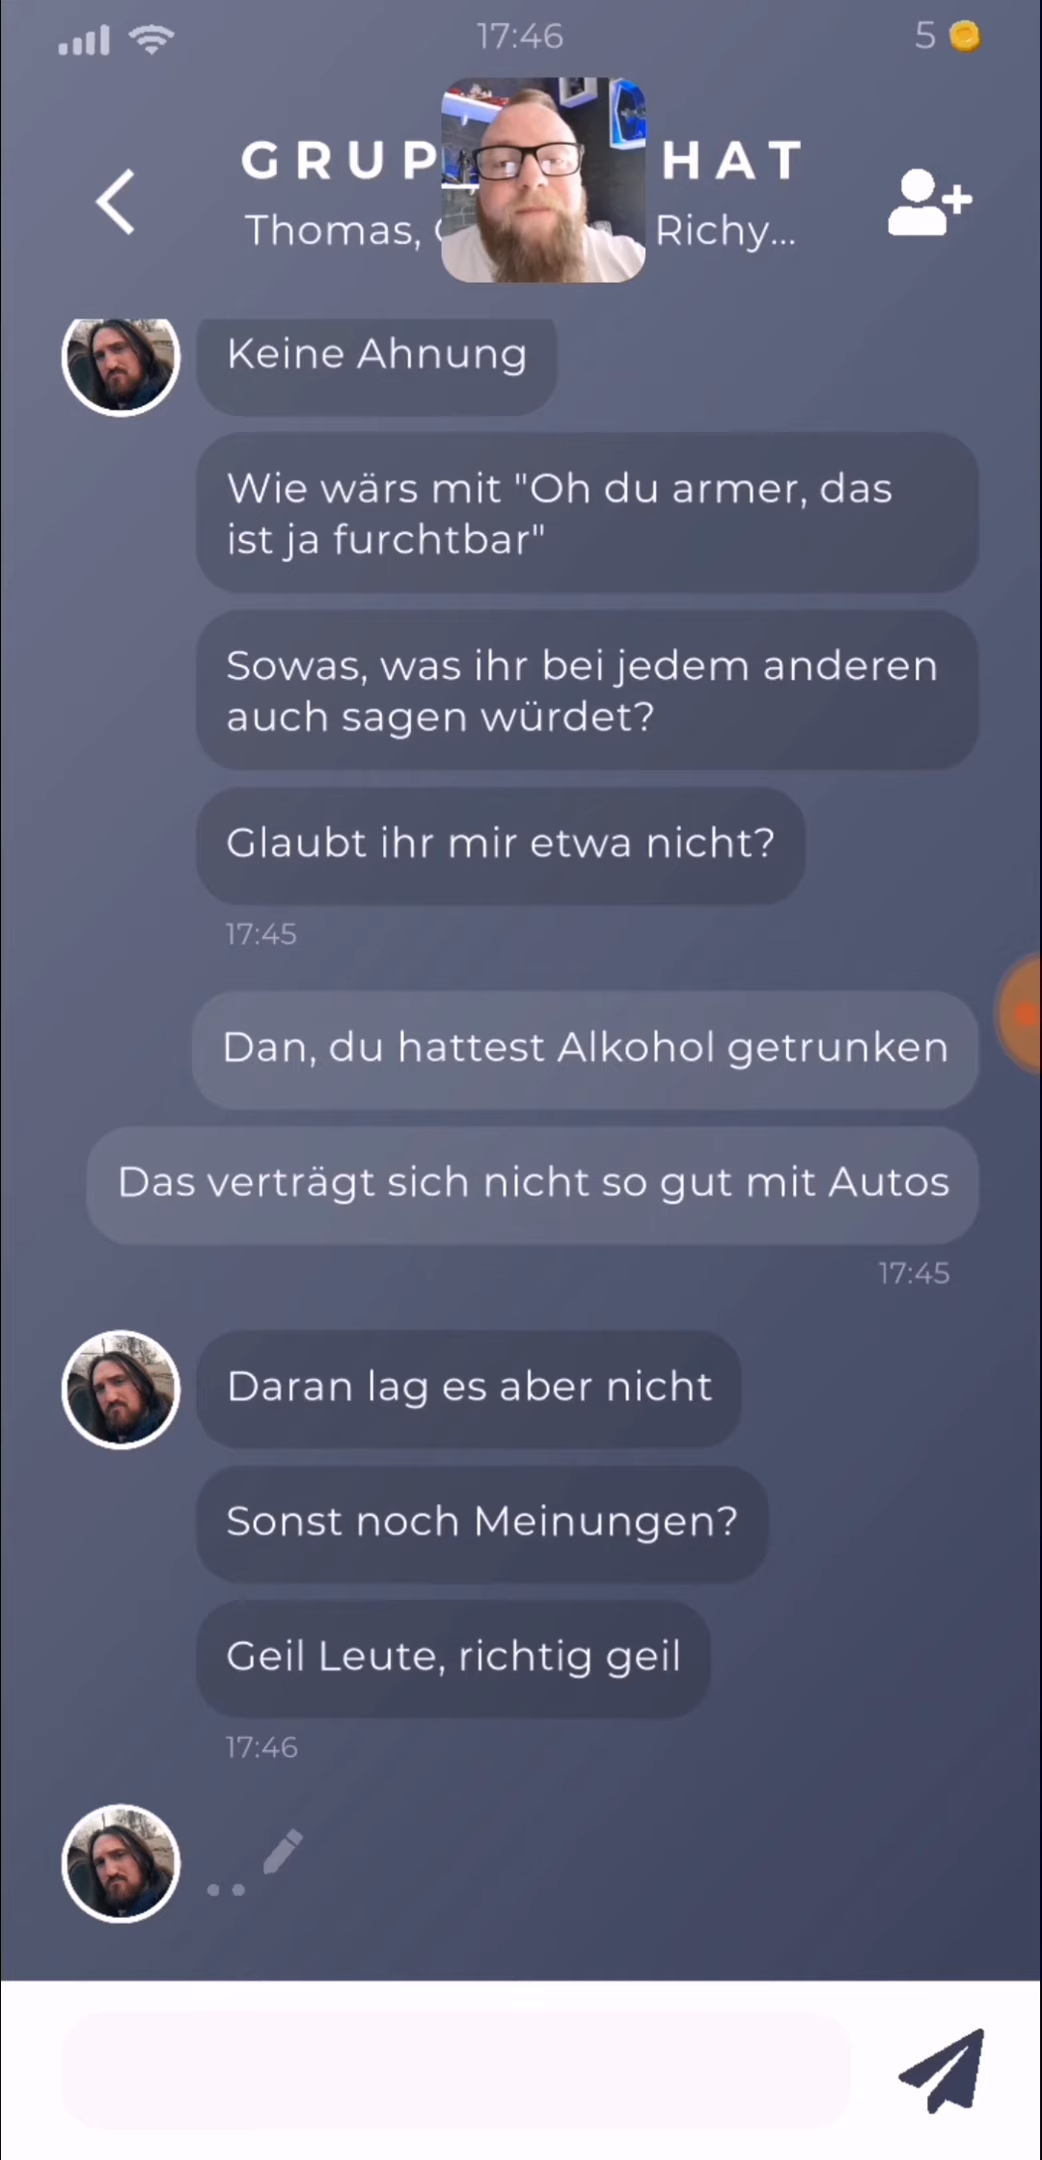 17:46
5
GRUP HAT
Thomas, Richy...
Keine Ahnung
Wie wärs mit "Oh du armer, das
ist ja furchtbar"
Sowas, was ihr bei jedem anderen
auch sagen würdet?
Glaubt ihr mir etwa nicht?
17:45
Dan, du hattest Alkohol getrunken
Das verträgt sich nicht so gut mit Autos
17:45
Daran lag es aber nicht
Sonst noch Meinungen?
Geil Leute, richtig geil
17:46